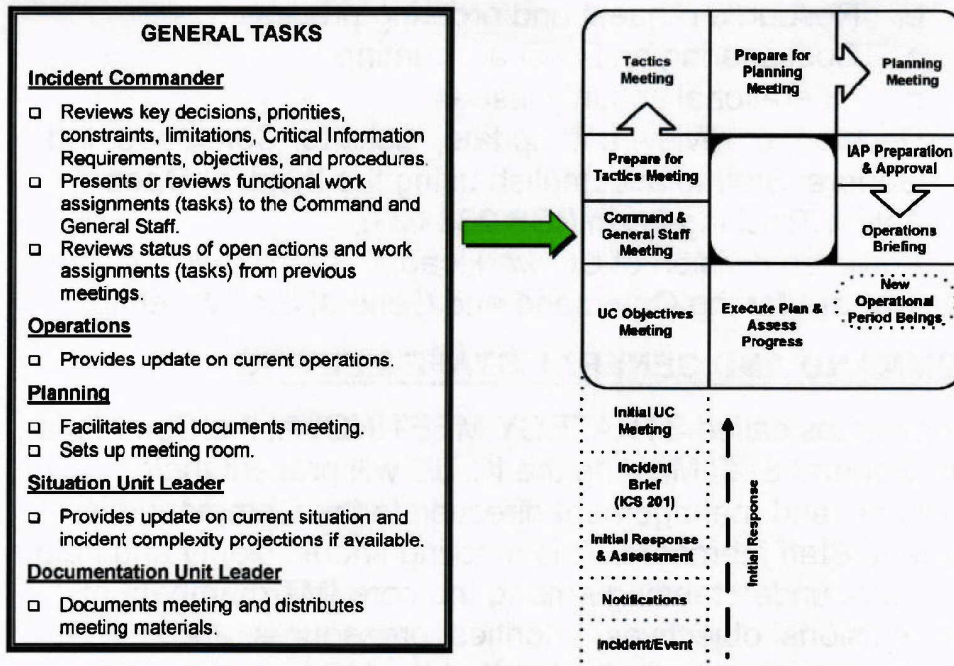 GENERAL TASKS
Incident Commander
Reviews key decisions, priorities,
constraints, limitations, Critical Information
Requirements, objectives, and procedures.
Presents or reviews functional work
assignments (tasks) to the Command and
General Staff.
Reviews status of open actions and work
assignments (tasks) from previous
meetings.
Operations
Provides update on current operations.
Planning
Facilitates and documents meeting.
Sets up meeting room.
Situation Unit Leader
Provides update on current situation and
incident complexity projections if available.
Documentation Unit Leader
Documents meeting and distributes
meeting materials.
Tactics
Meeting
Prepare for
Planning
Meeting
Planning
Meeting
Prepare for
Tactics Meeting
IAP Preparation
& Approval
Command &
General Staff
Meeting
Operations
Briefing
UC Objectives
Meeting
Execute Plan &
Assess
Progress
New
Operational
Period Beings
Initial UC
Meeting
Incident
Brief
(ICS 201)
Initial Response
& Assessment
Notifications
Incident/Event
Initial Response